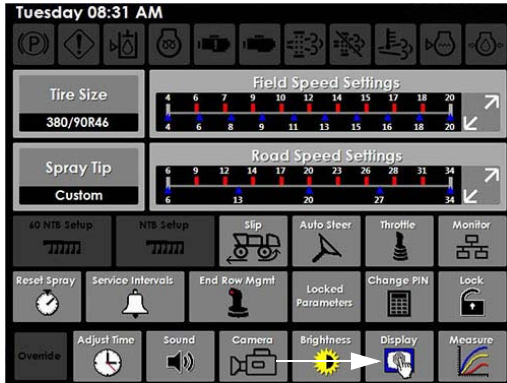 Tuesday 08:31 AM
Tire Size
380/90R46
Field Speed Settings
4 6 7 9 10 12 14 15 17 18 20
4 6 8 9 11 13 15 16 18 20
Spray Tip
Custom
Road Speed Settings
6 9 12 14 17 20 23 26 28 31 34
6 13 20 27 34
60 NTB Setup
NTB Setup
Slip
Auto Steer
Throttle
Monitor
Reset Spray
Service Intervals
End Row Mgmt
Locked
Parameters
Change PIN
Lock
Override
Adjust Time
Sound
Camera
Brightness
Display
Measure